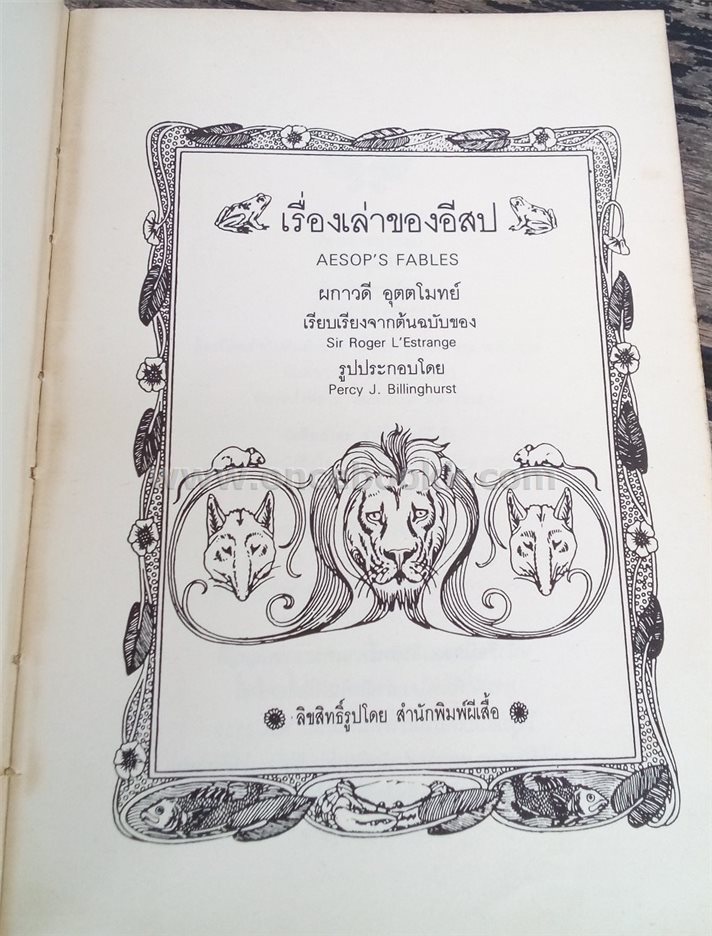 เรื่องเล่าของอีสป
AESOP'S FABLES
ผกาวดี อุตตโมทย์
เรียบเรียงจากต้นฉบับของ
Sir Roger L'Estrange
รูปประกอบโดย
Percy J. Billinghurst
ลิขสิทธิ์รูปโดย สำนักพิมพ์ผีเสื้อ